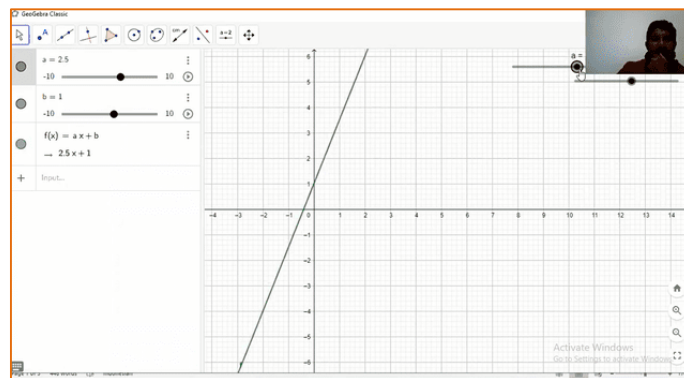 GeoGebra Classic
a=2
a = 2.5
-10
10
b = 1
-10
10
f(x) = a x + b
→ 2.5 x + 1
+ Input...
a =
6
5
4
3
2
1
-4 -3 -2 -1 0 1 2 3 4 5 6 7 8 9 10 11 12 13 14
-1
-2
-3
-4
-5
-6
Activate Windows
Go to Settings to activate Windows.